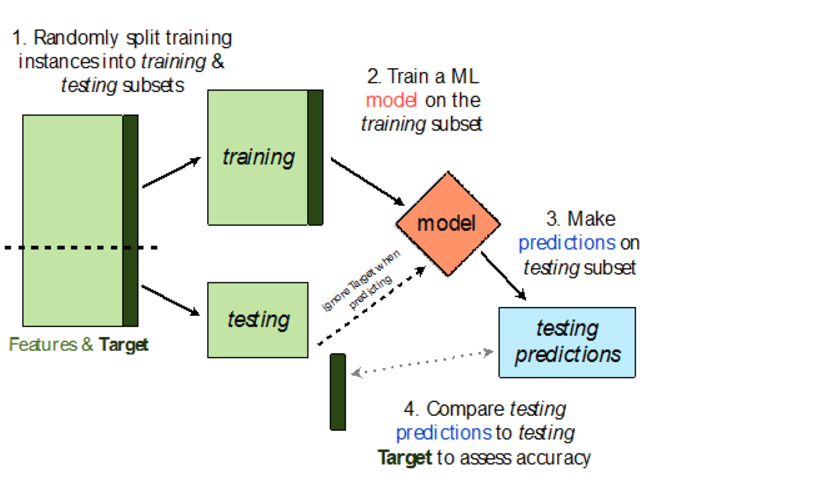 1. Randomly split training
instances into training &
testing subsets
2. Train a ML
model on the
training subset
training
model
3. Make
predictions on
testing subset
ignore Target when
predicting
testing
testing
predictions
Features & Target
4. Compare testing
predictions to testing
Target to assess accuracy